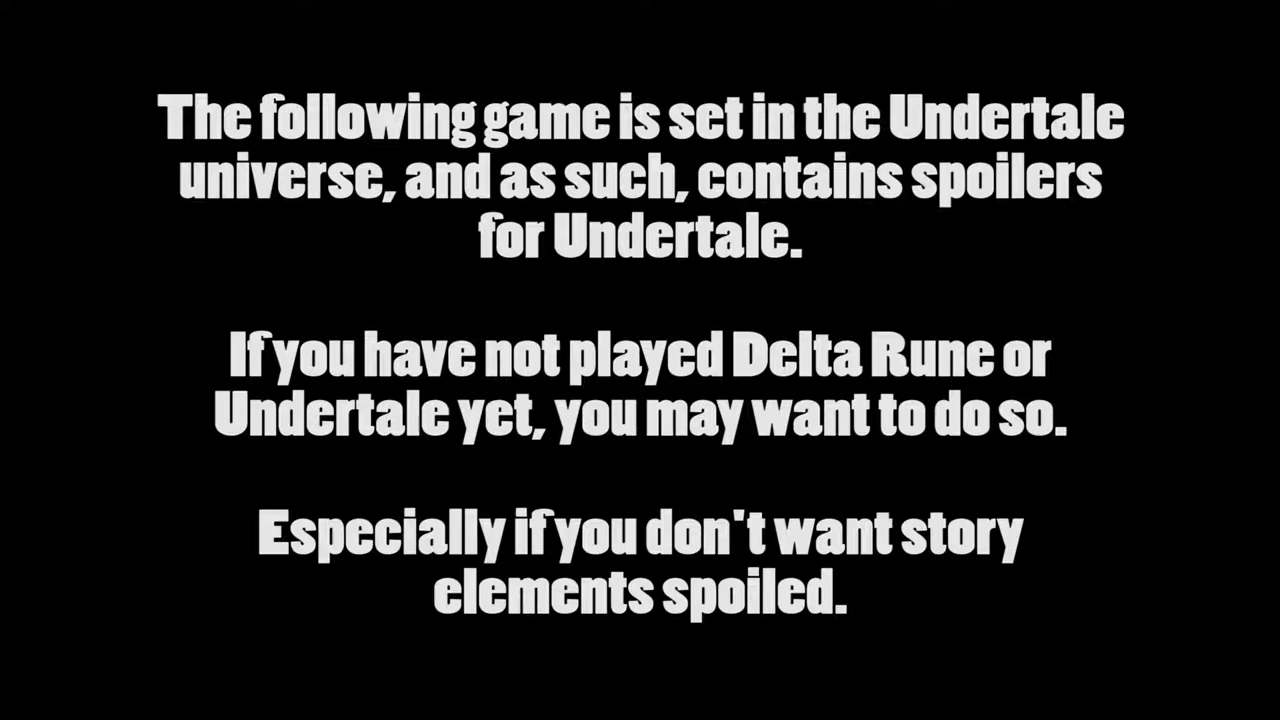 The following game is set in the Undertale
universe, and as such, contains spoilers
for Undertale.
If you have not played Delta Rune or
Undertale yet, you may want to do so.
Especially if you don't want story
elements spoiled.